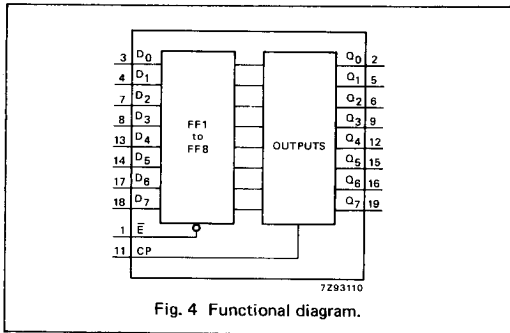 3 D0
4 D1
7 D2
8 D3
13 D4
14 D5
17 D6
18 D7
1 E̅
11 CP
FF1
to
FF8
OUTPUTS
Q0 2
Q1 5
Q2 6
Q3 9
Q4 12
Q5 15
Q6 16
Q7 19
7Z93110
Fig. 4 Functional diagram.